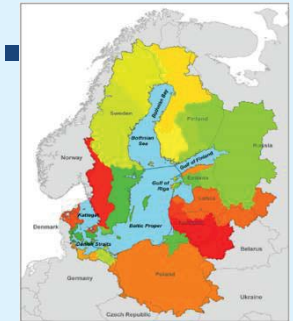 Bothnian Bay
Sweden
Finland
Bothnian
Sea
Russia
Norway
Gulf of Finland
Estonia
Gulf of
Riga
Latvia
Kattegat
Denmark
Baltic Proper
Danish Straits
Belarus
Germany
Poland
Ukraine
Czech Republic